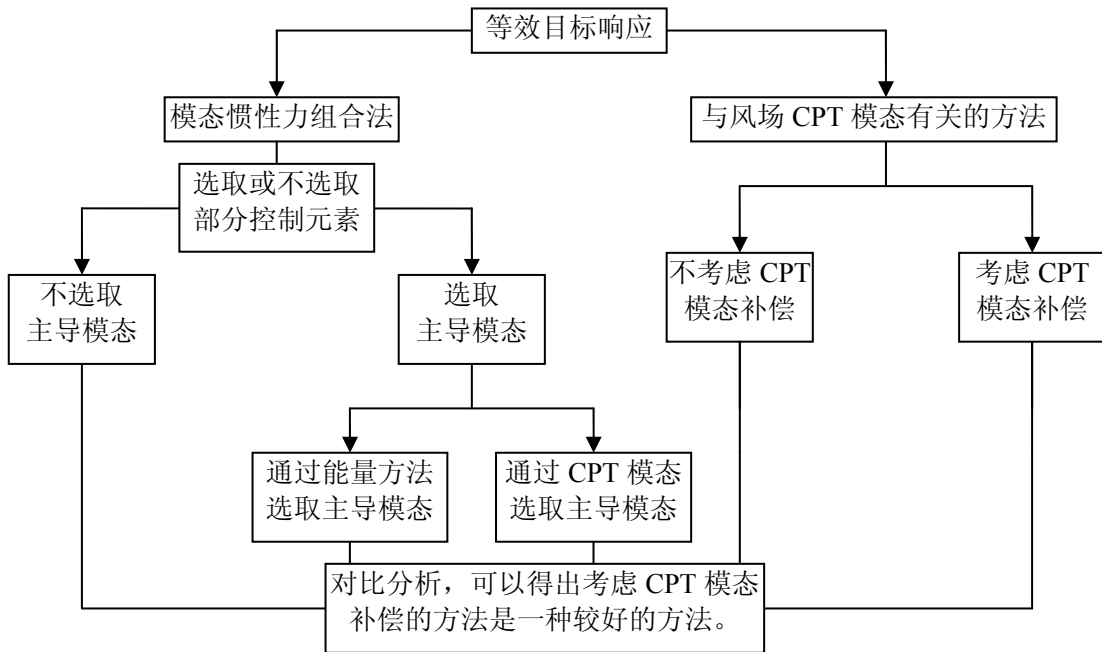 等效目标响应
模态惯性力组合法
与风场 CPT 模态有关的方法
选取或不选取
部分控制元素
不选取
主导模态
选取
主导模态
不考虑 CPT
模态补偿
考虑 CPT
模态补偿
通过能量方法
选取主导模态
通过 CPT 模态
选取主导模态
对比分析，可以得出考虑 CPT 模态
补偿的方法是一种较好的方法。